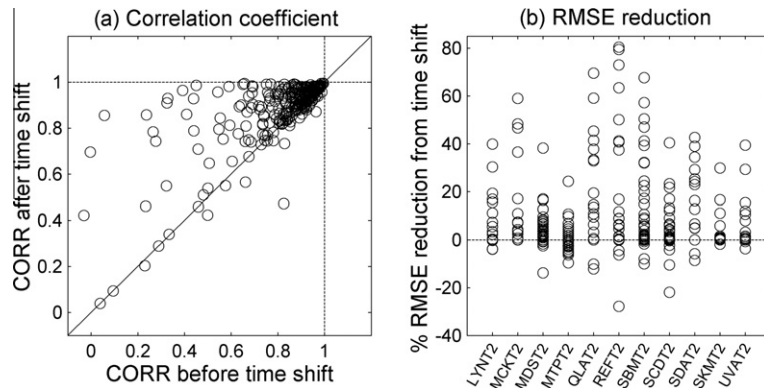 (a) Correlation coefficient
CORR after time shift
1
0.8
0.6
0.4
0.2
0
0 0.2 0.4 0.6 0.8 1
CORR before time shift
(b) RMSE reduction
% RMSE reduction from time shift
80
60
40
20
0
-20
-40
LYNT2
MCKT2
MDST2
MTPT2
QLAT2
REFT2
SBMT2
SCDT2
SDAT2
SKMT2
UVAT2